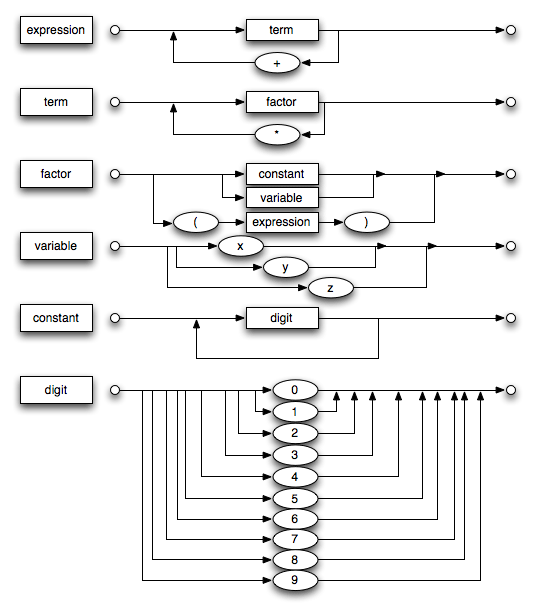 expression term
+
term factor
*
factor constant
variable
( expression )
variable x
y
z
constant digit
digit 0
1
2
3
4
5
6
7
8
9